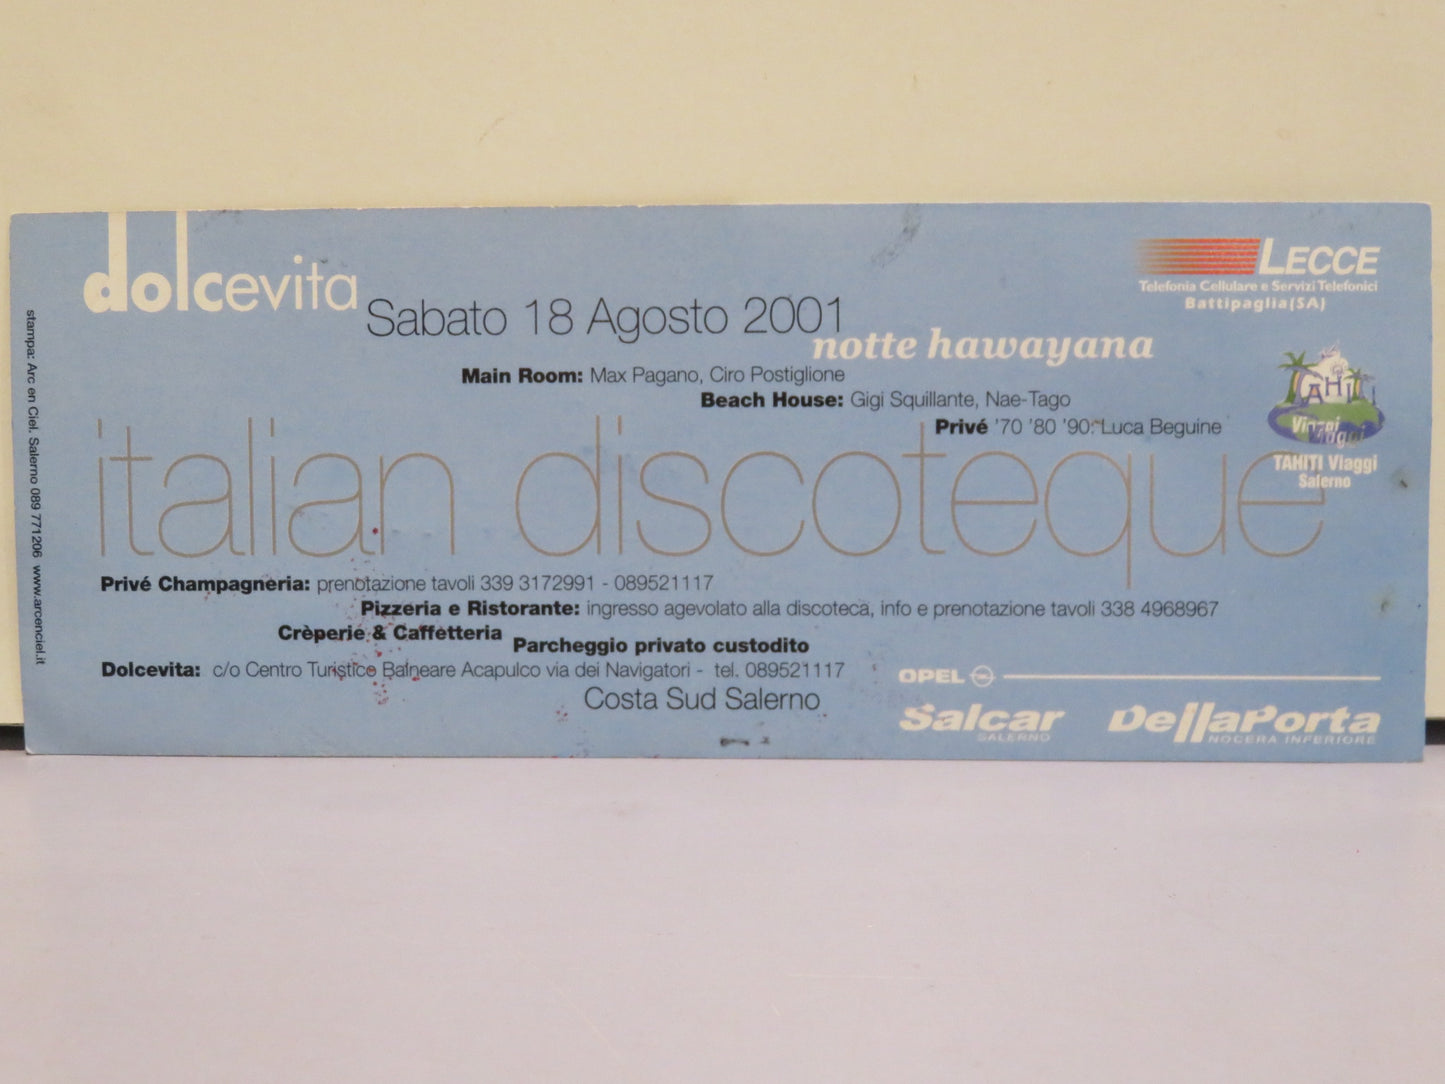 dolcevita
Sabato 18 Agosto 2001
notte hawayana
Main Room: Max Pagano, Ciro Postiglione
Beach House: Gigi Squillante, Nae-Tago
Privé '70 '80 '90: Luca Beguine
italian discoteque
Privé Champagneria: prenotazione tavoli 339 3172991 - 089521117
Pizzeria e Ristorante: ingresso agevolato alla discoteca, info e prenotazione tavoli 338 4968967
Crèperie & Caffetteria
Parcheggio privato custodito
Dolcevita: c/o Centro Turistico Balneare Acapulco via dei Navigatori - tel. 089521117
Costa Sud Salerno
LECCE
Telefonia Cellulare e Servizi Telefonici
Battipaglia(SA)
TAHITI
Viaggi
TAHITI Viaggi
Salerno
OPEL
Salcar
SALERNO
DellaPorta
NOCERA INFERIORE
stampa: Arc en Ciel. Salerno 089 771206 www.arcenciel.it